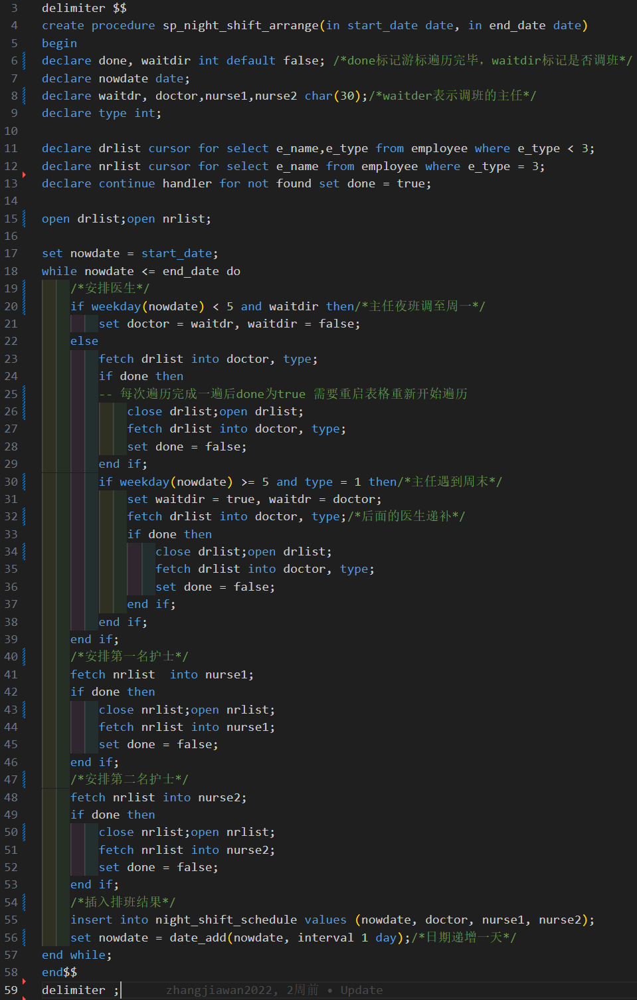 3 delimiter $$
4 create procedure sp_night_shift_arrange(in start_date date, in end_date date)
5 begin
6 declare done, waitdir int default false; /*done标记游标遍历完毕，waitdir标记是否调班*/
7 declare nowdate date;
8 declare waitdr, doctor,nurse1,nurse2 char(30);/*waitder表示调班的主任*/
9 declare type int;
10
11 declare drlist cursor for select e_name,e_type from employee where e_type < 3;
12 declare nrlist cursor for select e_name from employee where e_type = 3;
13 declare continue handler for not found set done = true;
14
15 open drlist;open nrlist;
16
17 set nowdate = start_date;
18 while nowdate <= end_date do
19 /*安排医生*/
20 if weekday(nowdate) < 5 and waitdir then/*主任夜班调至周一*/
21 set doctor = waitdr, waitdir = false;
22 else
23 fetch drlist into doctor, type;
24 if done then
25 -- 每次遍历完成一遍后done为true 需要重启表格重新开始遍历
26 close drlist;open drlist;
27 fetch drlist into doctor, type;
28 set done = false;
29 end if;
30 if weekday(nowdate) >= 5 and type = 1 then/*主任遇到周末*/
31 set waitdir = true, waitdr = doctor;
32 fetch drlist into doctor, type;/*后面的医生递补*/
33 if done then
34 close drlist;open drlist;
35 fetch drlist into doctor, type;
36 set done = false;
37 end if;
38 end if;
39 end if;
40 /*安排第一名护士*/
41 fetch nrlist  into nurse1;
42 if done then
43 close nrlist;open nrlist;
44 fetch nrlist into nurse1;
45 set done = false;
46 end if;
47 /*安排第二名护士*/
48 fetch nrlist into nurse2;
49 if done then
50 close nrlist;open nrlist;
51 fetch nrlist into nurse2;
52 set done = false;
53 end if;
54 /*插入排班结果*/
55 insert into night_shift_schedule values (nowdate, doctor, nurse1, nurse2);
56 set nowdate = date_add(nowdate, interval 1 day);/*日期递增一天*/
57 end while;
58 end$$
59 delimiter ; zhangjiawan2022, 2周前 • Update